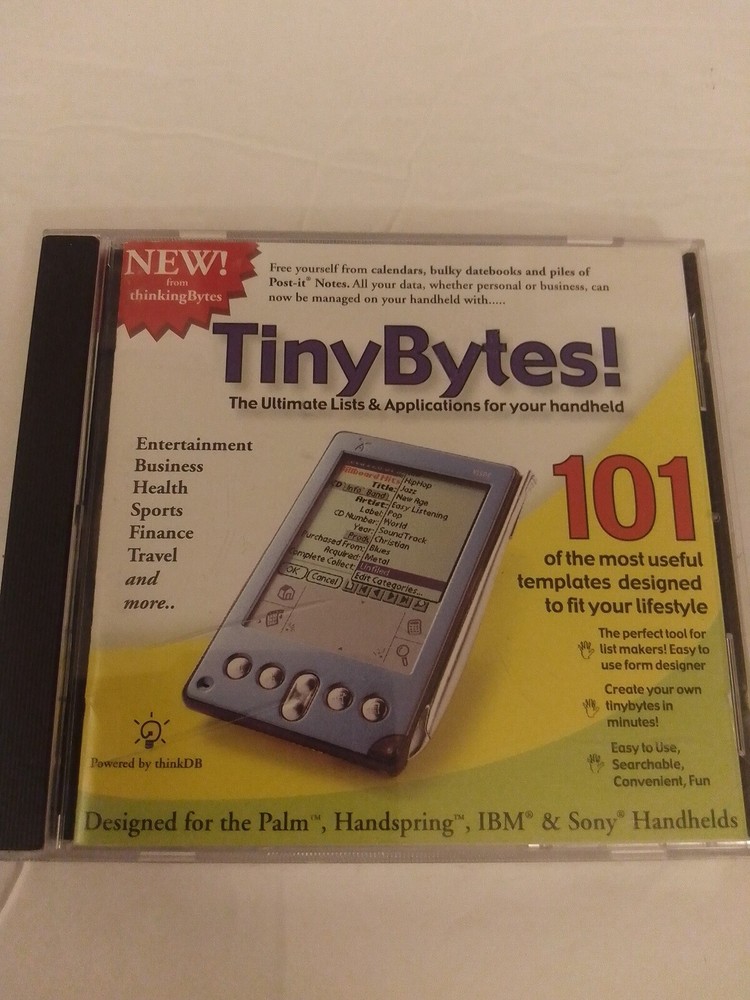 NEW!
from
thinkingBytes
Free yourself from calendars, bulky datebooks and piles of
Post-it® Notes. All your data, whether personal or business, can
now be managed on your handheld with.....
TinyBytes!
The Ultimate Lists & Applications for your handheld
Entertainment
Business
Health
Sports
Finance
Travel
and
more..
Billboard Hits
HipHop
Title:
Jazz
Info Band
New Age
Artist:
Easy Listening
Label:
Pop
CD Number:
World
Year:
SoundTrack
Prods
Christian
Purchased From:
Blues
Acquired:
Metal
Complete Collect
Unfiled
OK
Cancel
Edit Categories...
101
of the most useful
templates designed
to fit your lifestyle
The perfect tool for
list makers! Easy to
use form designer
Create your own
tinybytes in
minutes!
Easy to Use,
Searchable,
Convenient, Fun
Powered by thinkDB
Designed for the Palm™, Handspring™, IBM® & Sony® Handhelds